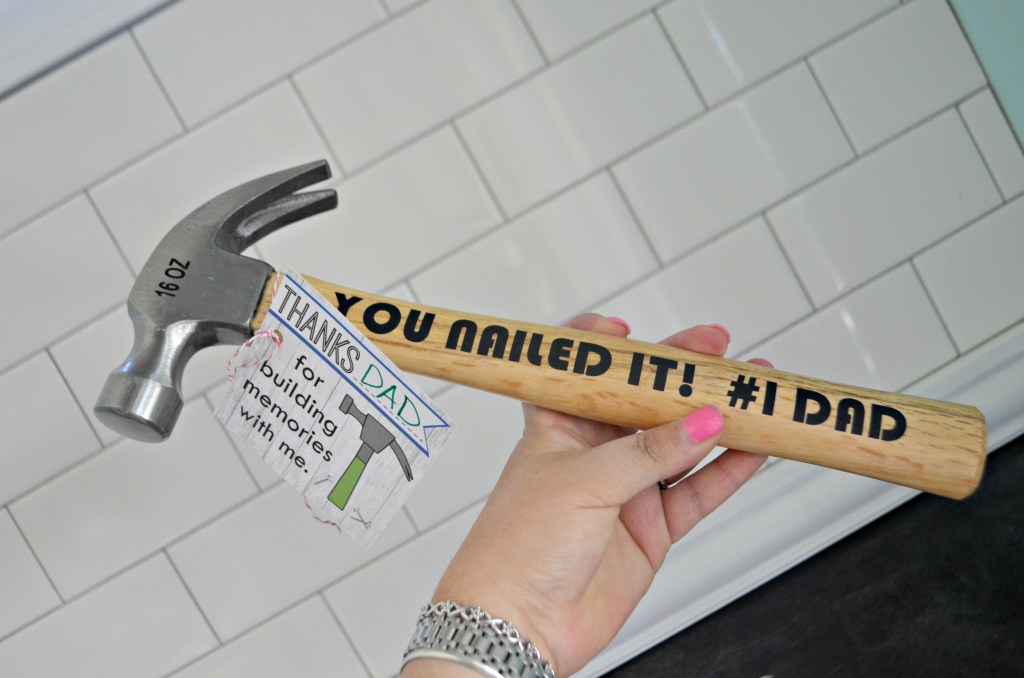 16 OZ
YOU NAILED IT! #1 DAD
THANKS DAD
for
building
memories
with me.